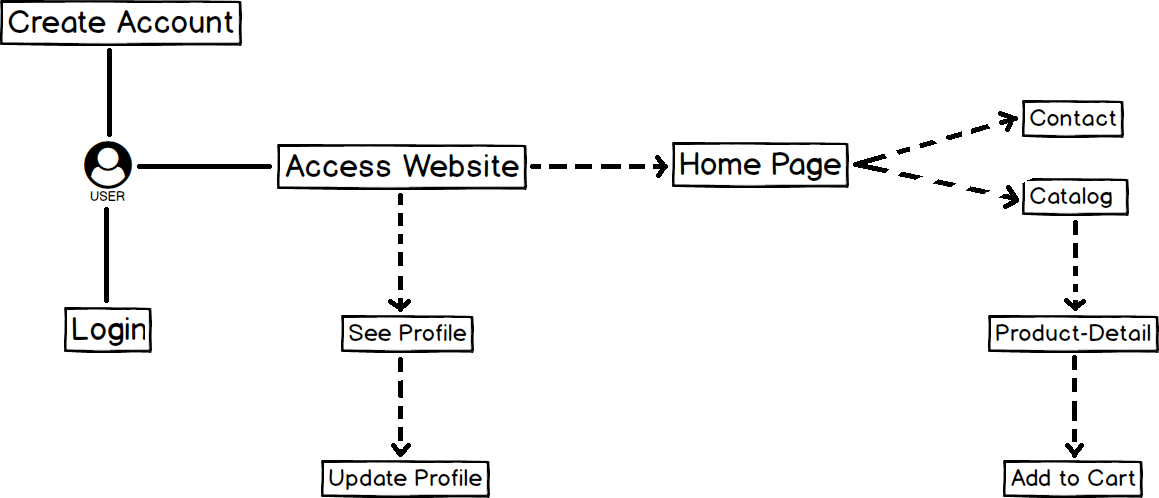 Create Account
Contact
Access Website
Home Page
USER
Catalog
Login
See Profile
Product-Detail
Update Profile
Add to Cart